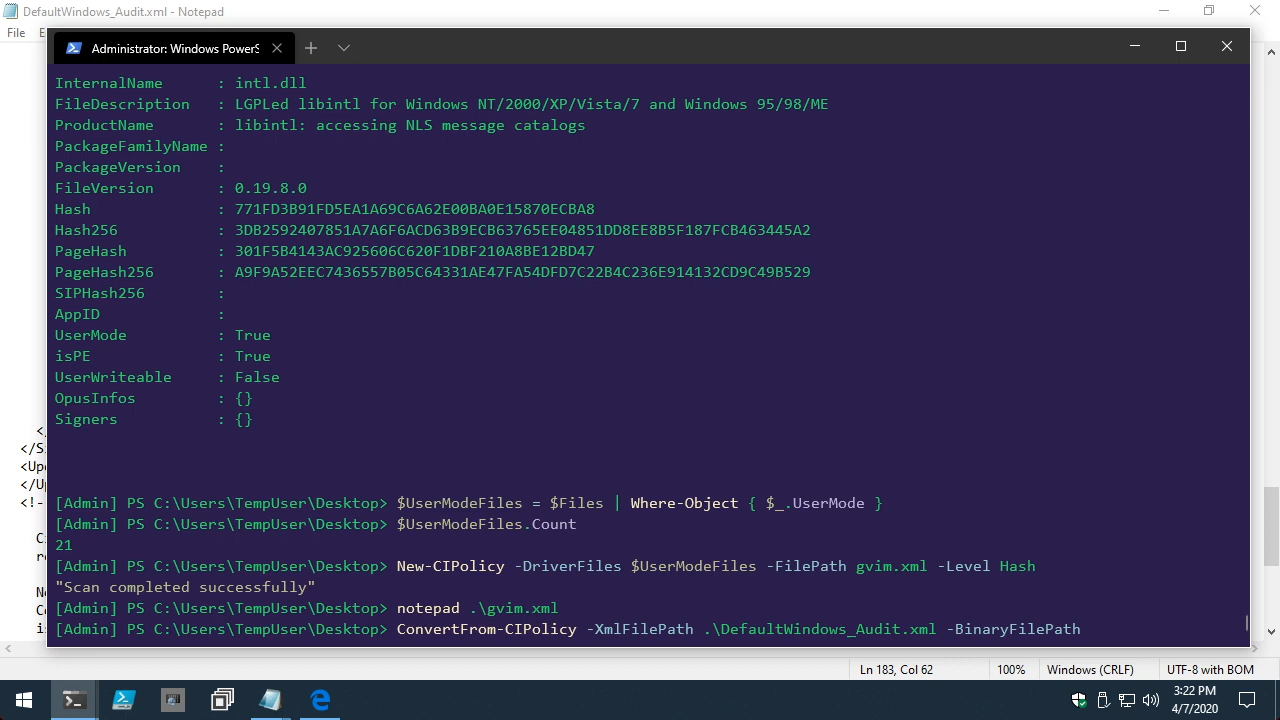 DefaultWindows_Audit.xml - Notepad
File E
Administrator: Windows PowerS
InternalName : intl.dll
FileDescription : LGPLed libintl for Windows NT/2000/XP/Vista/7 and Windows 95/98/ME
ProductName : libintl: accessing NLS message catalogs
PackageFamilyName :
PackageVersion :
FileVersion : 0.19.8.0
Hash : 771FD3B91FD5EA1A69C6A62E00BA0E15870ECBA8
Hash256 : 3DB2592407851A7A6F6ACD63B9ECB63765EE04851DD8EE8B5F187FCB463445A2
PageHash : 301F5B4143AC925606C620F1DBF210A8BE12BD47
PageHash256 : A9F9A52EEC7436557B05C64331AE47FA54DFD7C22B4C236E914132CD9C49B529
SIPHash256 :
AppID :
UserMode : True
isPE : True
UserWriteable : False
OpusInfos : {}
Signers : {}
</
</S
<Up
</U
<!-
[Admin] PS C:\Users\TempUser\Desktop> $UserModeFiles = $Files | Where-Object { $_.UserMode }
[Admin] PS C:\Users\TempUser\Desktop> $UserModeFiles.Count
21
[Admin] PS C:\Users\TempUser\Desktop> New-CIPolicy -DriverFiles $UserModeFiles -FilePath gvim.xml -Level Hash
"Scan completed successfully"
[Admin] PS C:\Users\TempUser\Desktop> notepad .\gvim.xml
[Admin] PS C:\Users\TempUser\Desktop> ConvertFrom-CIPolicy -XmlFilePath .\DefaultWindows_Audit.xml -BinaryFilePath
Ln 183, Col 62
100%
Windows (CRLF)
UTF-8 with BOM
3:22 PM
4/7/2020